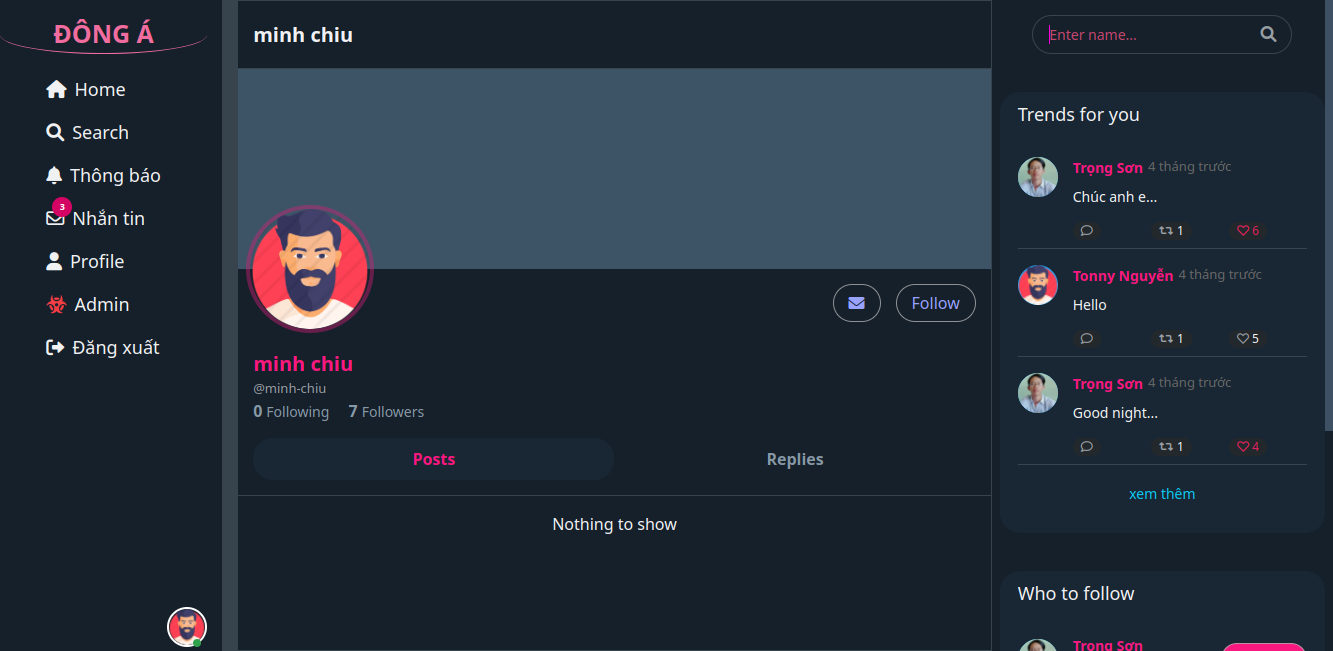 ĐÔNG Á
Home
Search
Thông báo
3
Nhắn tin
Profile
Admin
Đăng xuất
minh chiu
Follow
minh chiu
@minh-chiu
0 Following 7 Followers
Posts Replies
Nothing to show
Enter name...
Trends for you
Trọng Sơn 4 tháng trước
Chúc anh e...
1 6
Tonny Nguyễn 4 tháng trước
Hello
1 5
Trọng Sơn 4 tháng trước
Good night...
1 4
xem thêm
Who to follow
Trọng Sơn